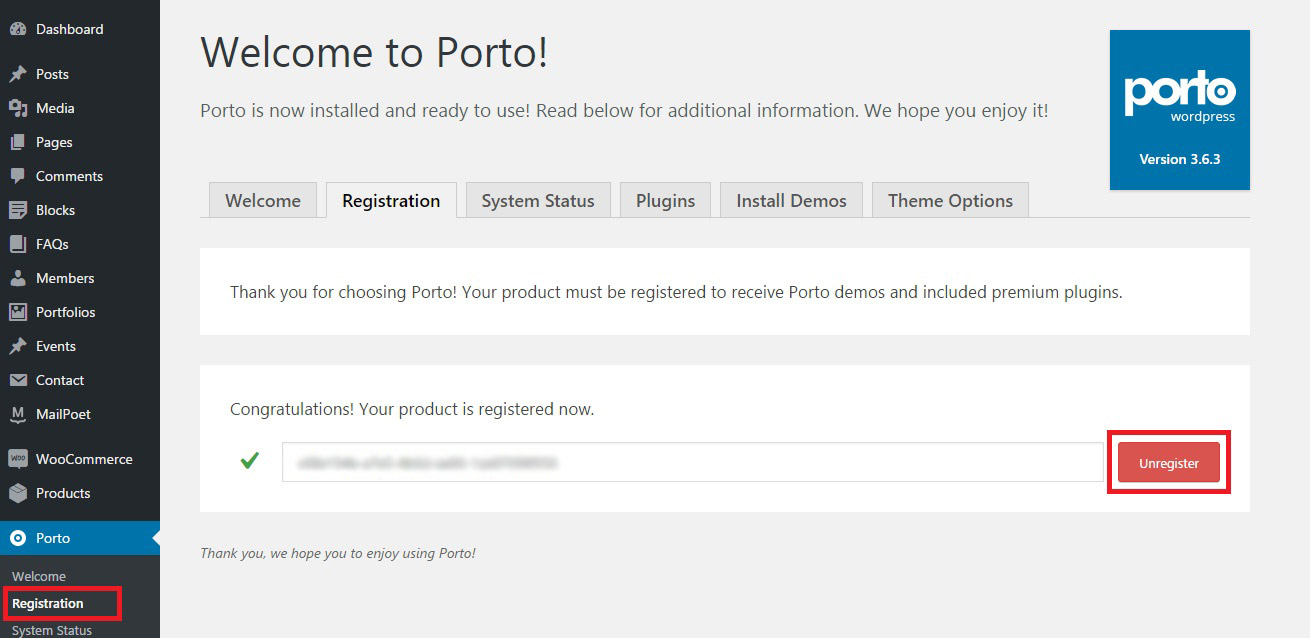 Dashboard
Posts
Media
Pages
Comments
Blocks
FAQs
Members
Portfolios
Events
Contact
MailPoet
WooCommerce
Products
Porto
Welcome
Registration
System Status
Welcome to Porto!
Porto is now installed and ready to use! Read below for additional information. We hope you enjoy it!
porto
wordpress
Version 3.6.3
Welcome
Registration
System Status
Plugins
Install Demos
Theme Options
Thank you for choosing Porto! Your product must be registered to receive Porto demos and included premium plugins.
Congratulations! Your product is registered now.
Unregister
Thank you, we hope you to enjoy using Porto!